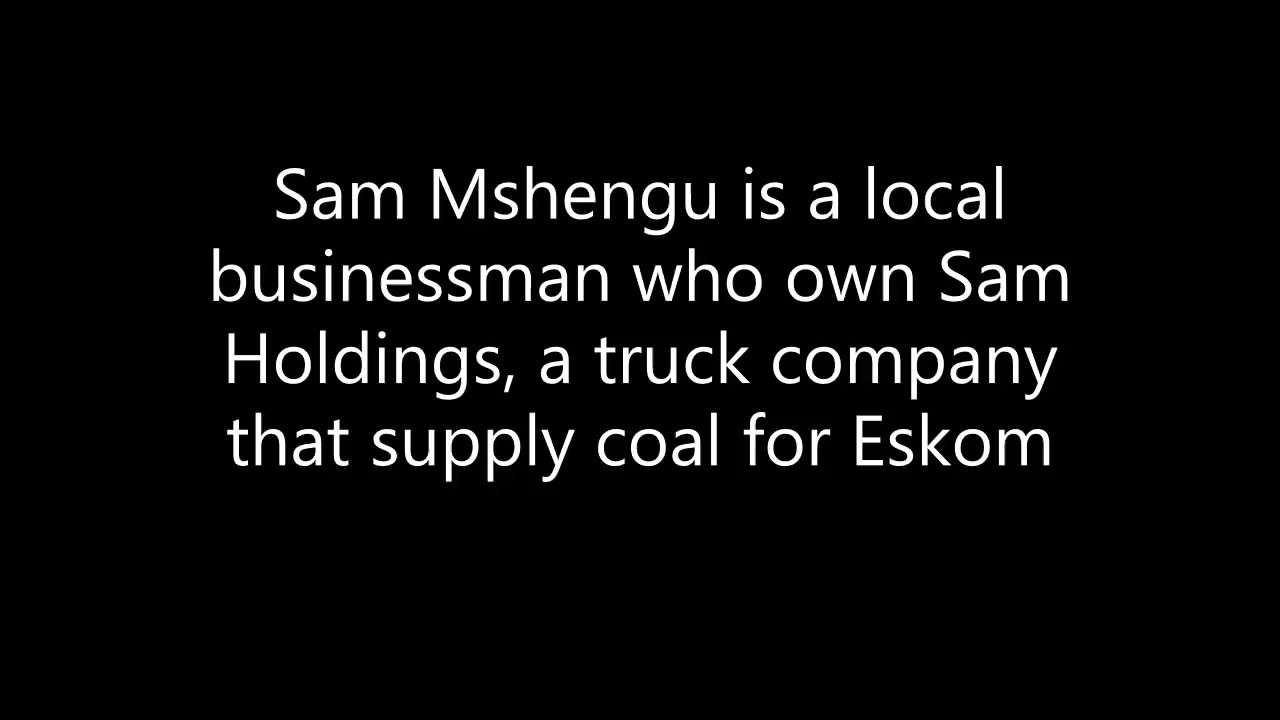 Sam Mshengu is a local
businessman who own Sam
Holdings, a truck company
that supply coal for Eskom